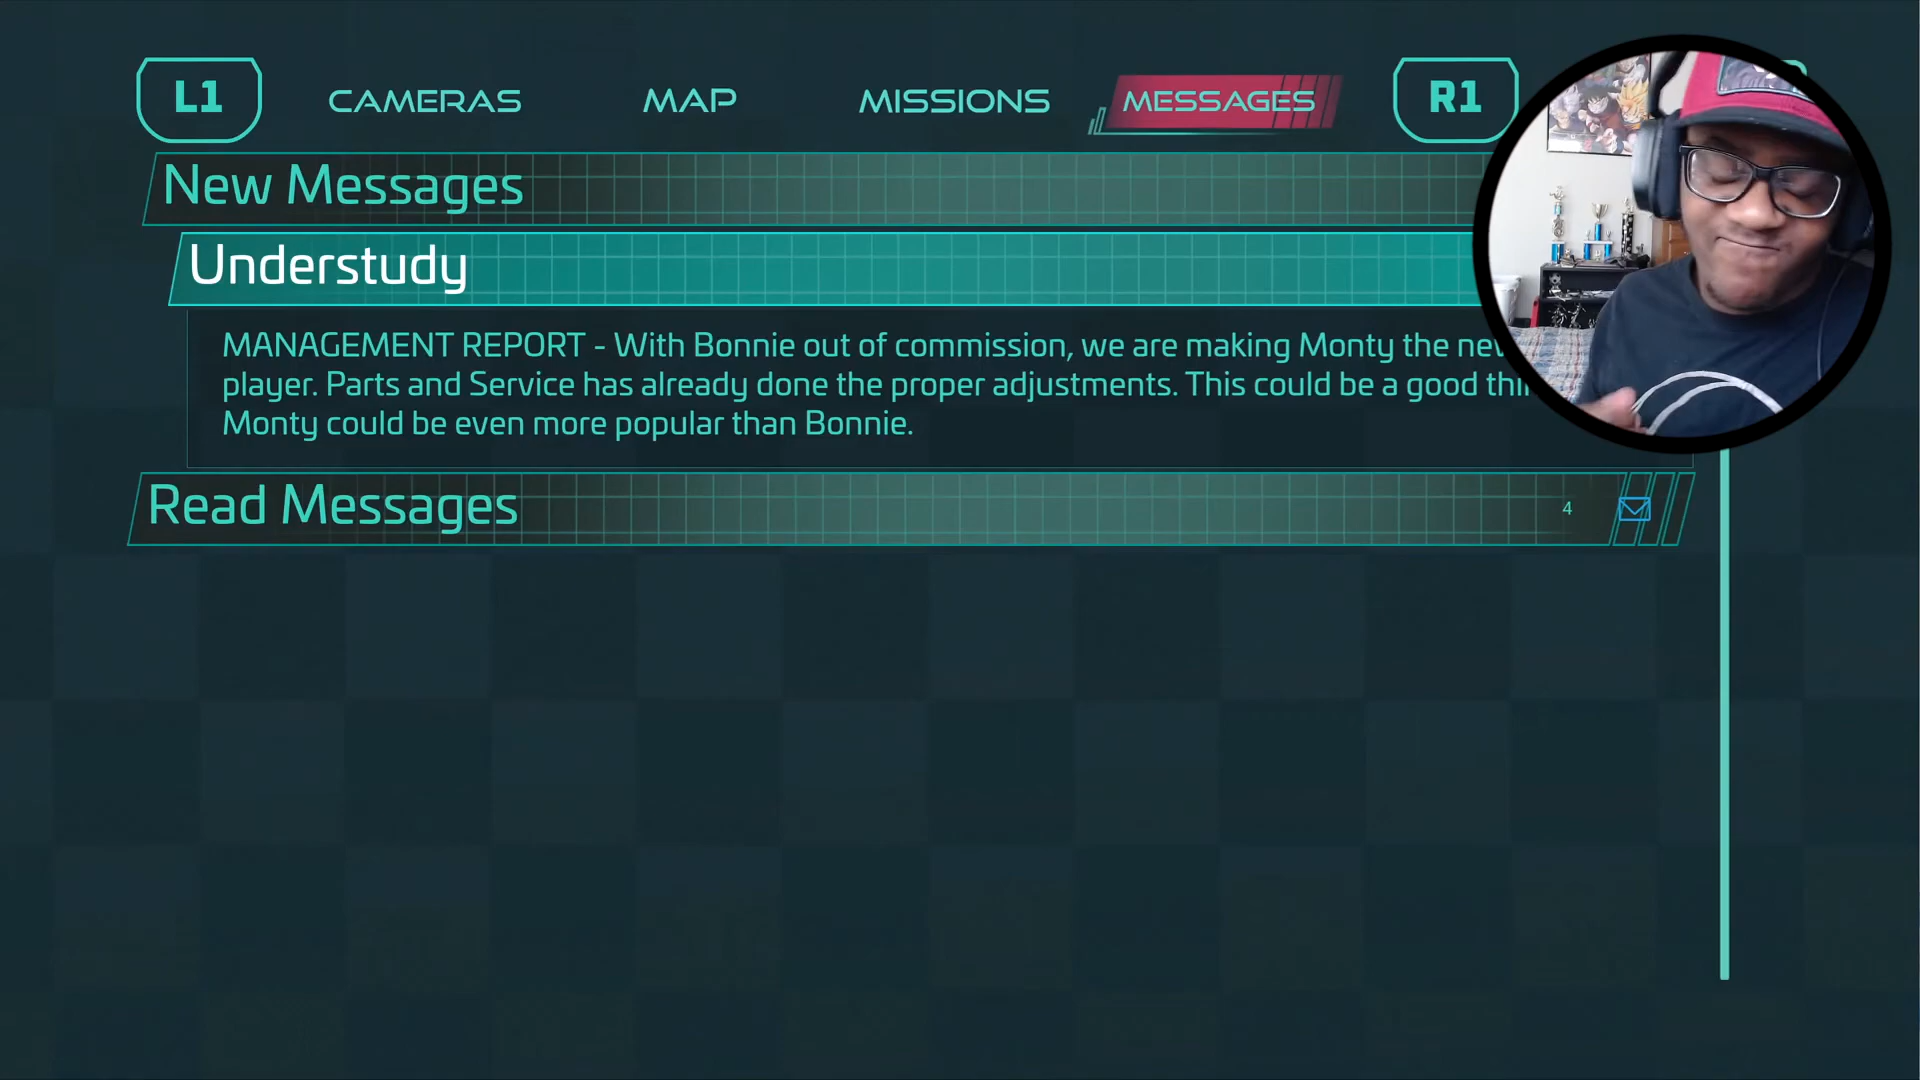 L1 CAMERAS MAP MISSIONS MESSAGES R1
New Messages
Understudy
MANAGEMENT REPORT - With Bonnie out of commission, we are making Monty the
player. Parts and Service has already done the proper adjustments. This could be a good
Monty could be even more popular than Bonnie.
Read Messages 4